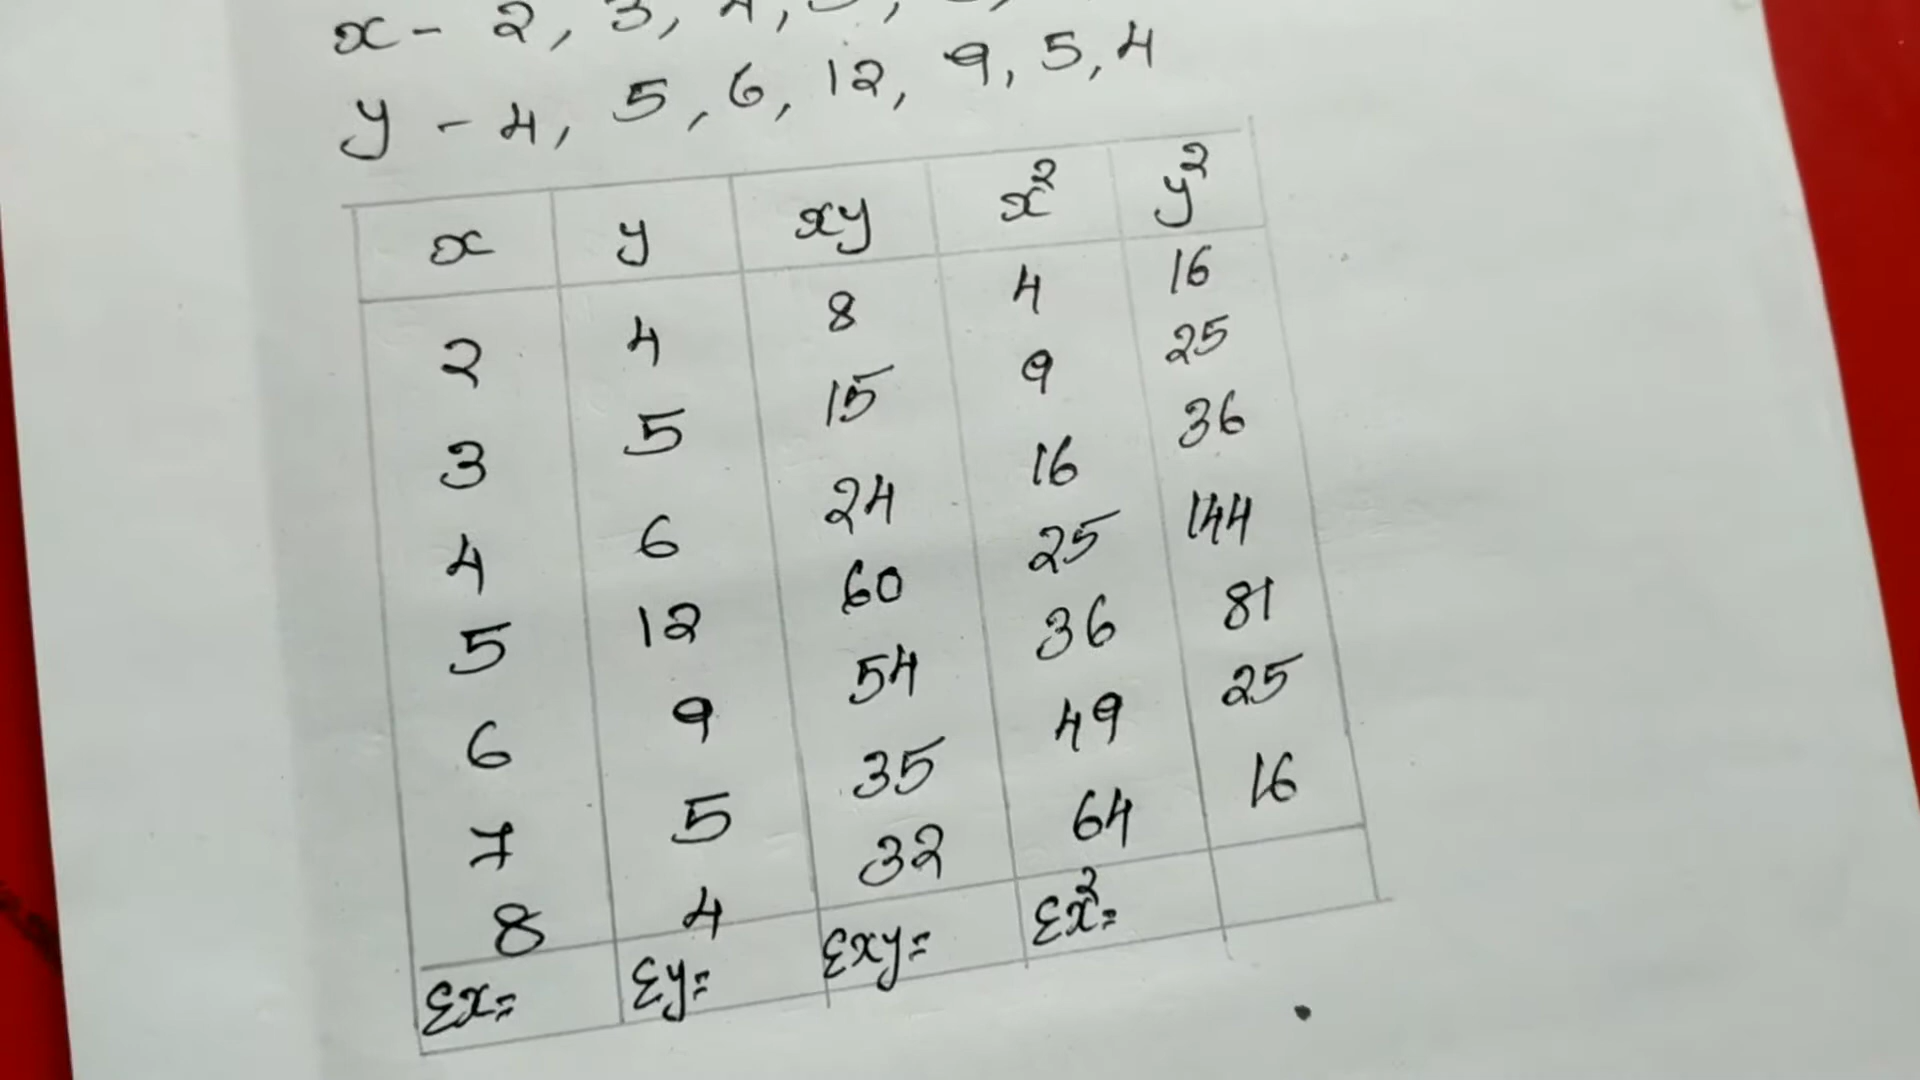 x - 2, 3, 4, 5,
y - 4, 5, 6, 12, 9, 5, 4
x y xy x² y²
2 4 8 4 16
3 5 15 9 25
4 6 24 16 36
5 12 60 25 144
6 9 54 36 81
7 5 35 49 25
8 4 32 64 16
Σx= Σy= Σxy= Σx²=